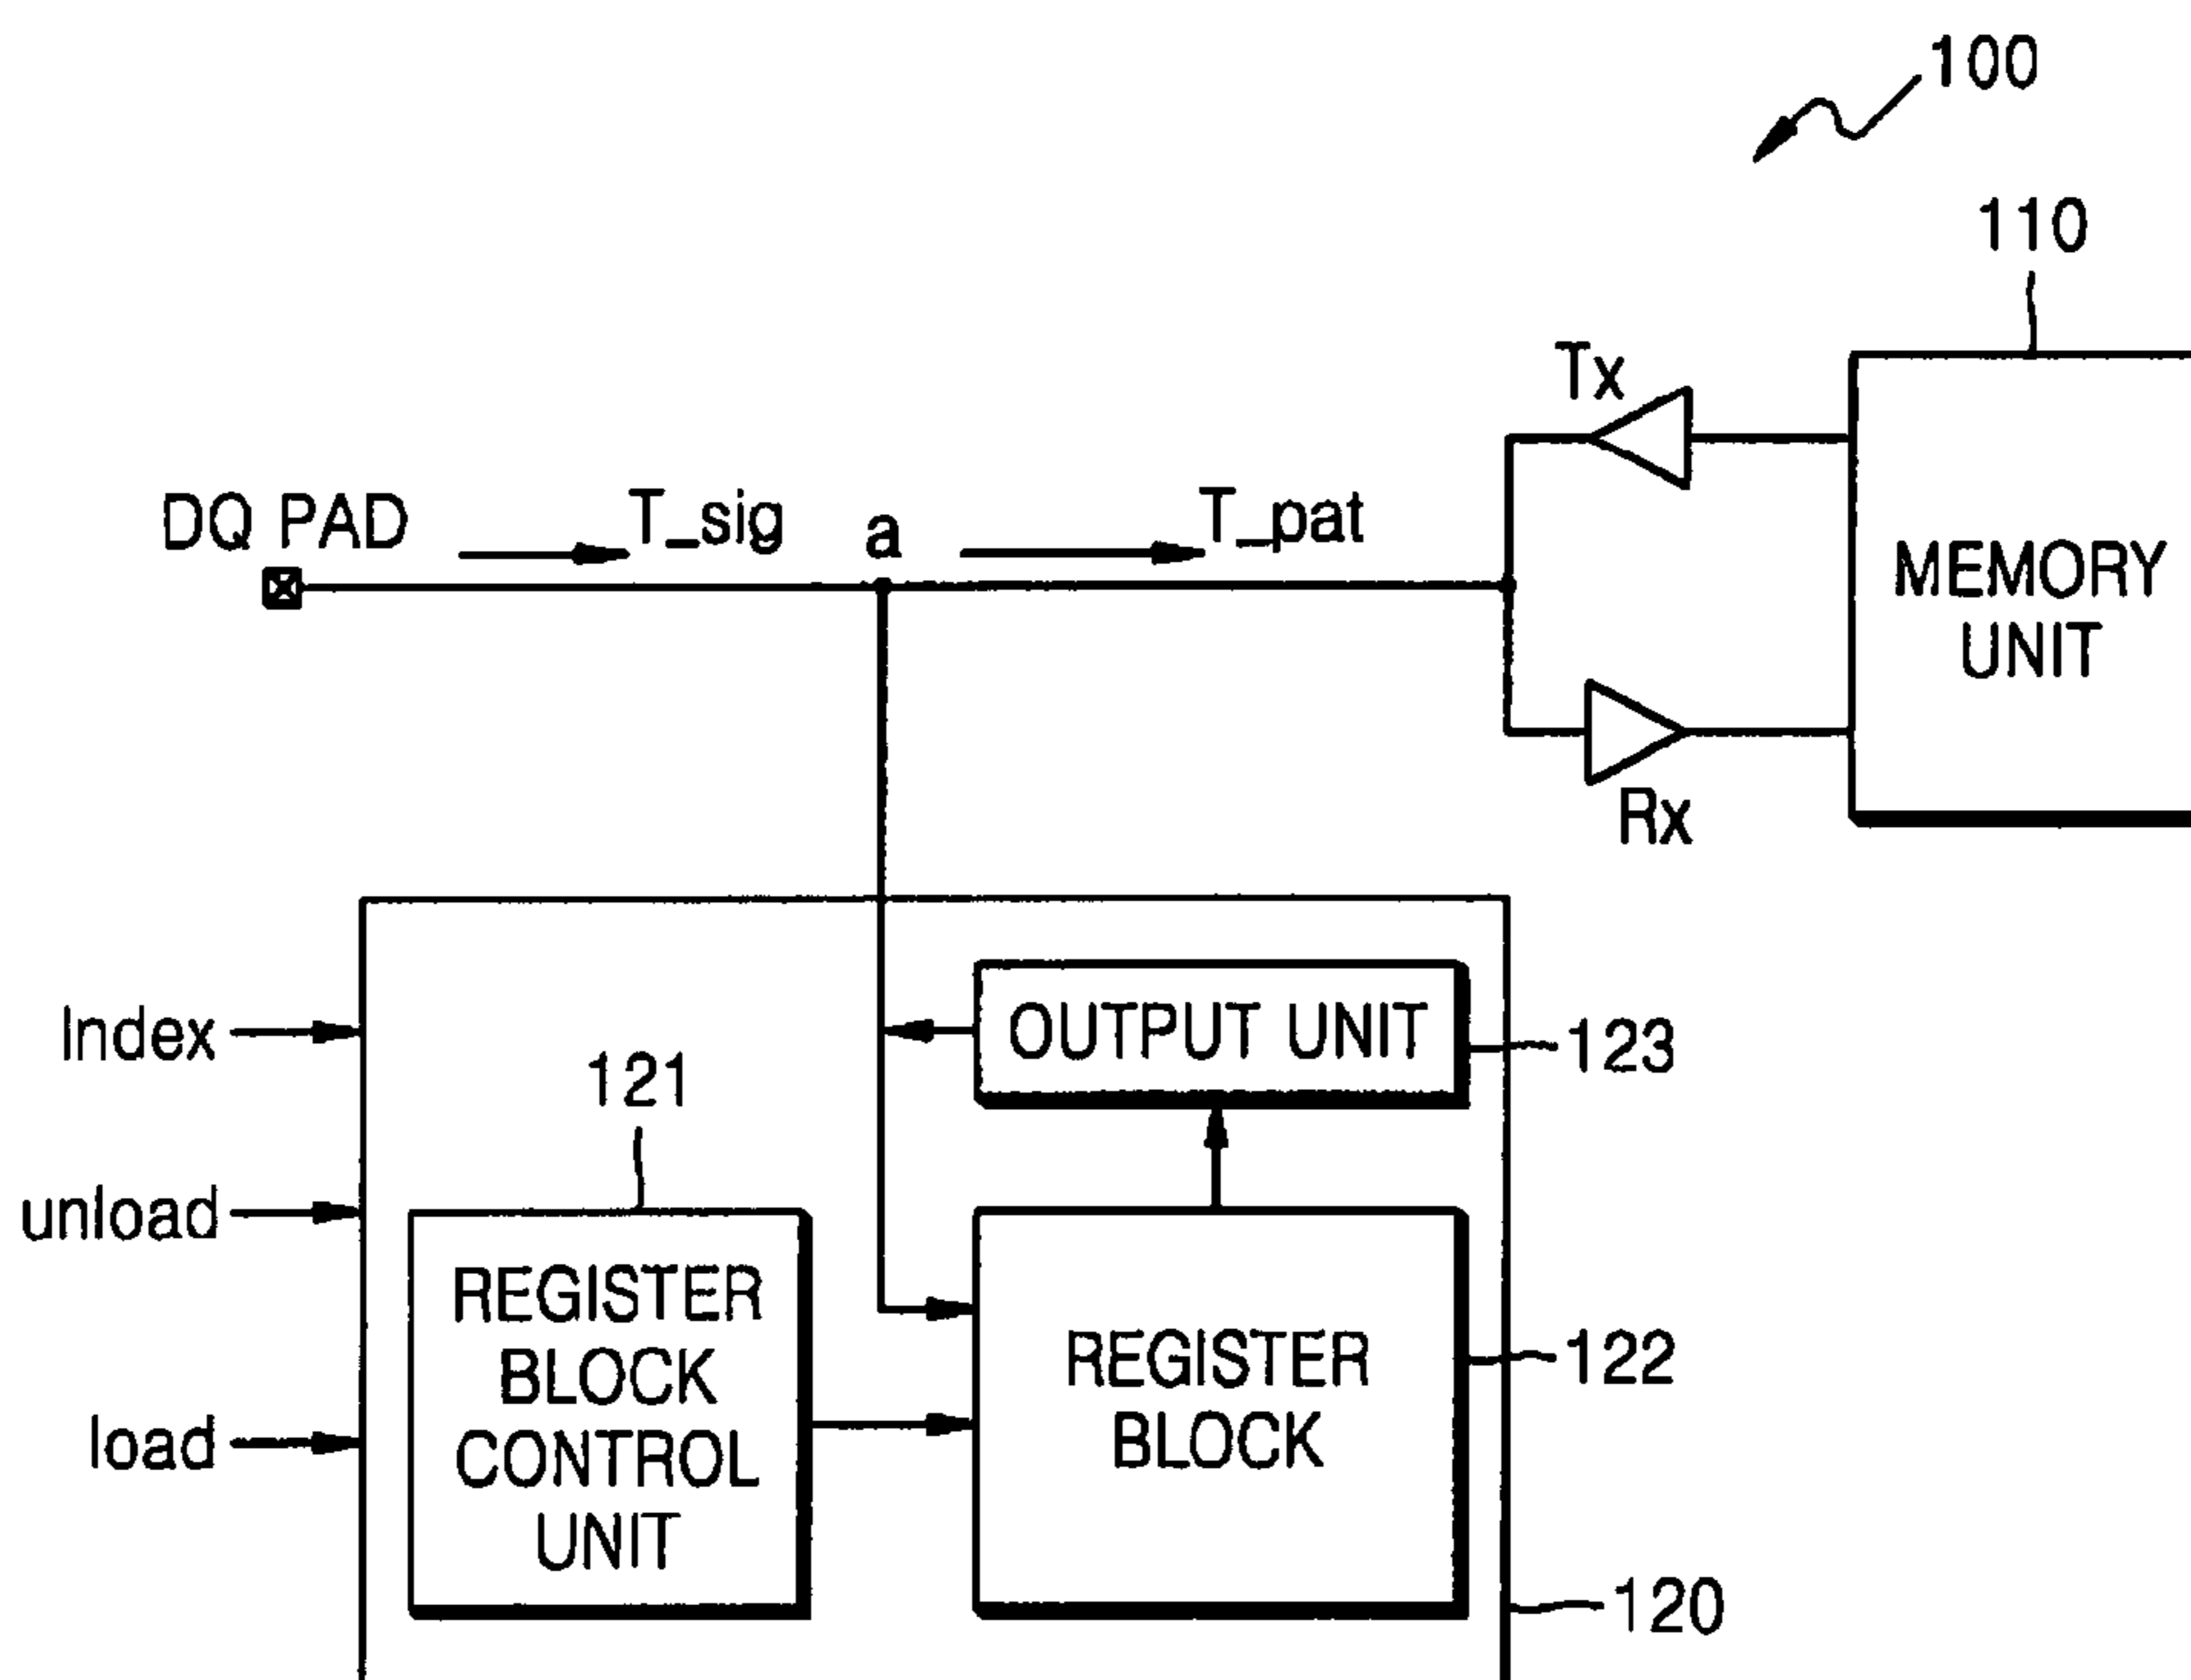 100
110
Tx
DQ PAD
T_sig
a
T_pat
MEMORY
UNIT
Rx
Index
OUTPUT UNIT
123
121
unload
REGISTER
BLOCK
CONTROL
UNIT
REGISTER
BLOCK
122
load
120